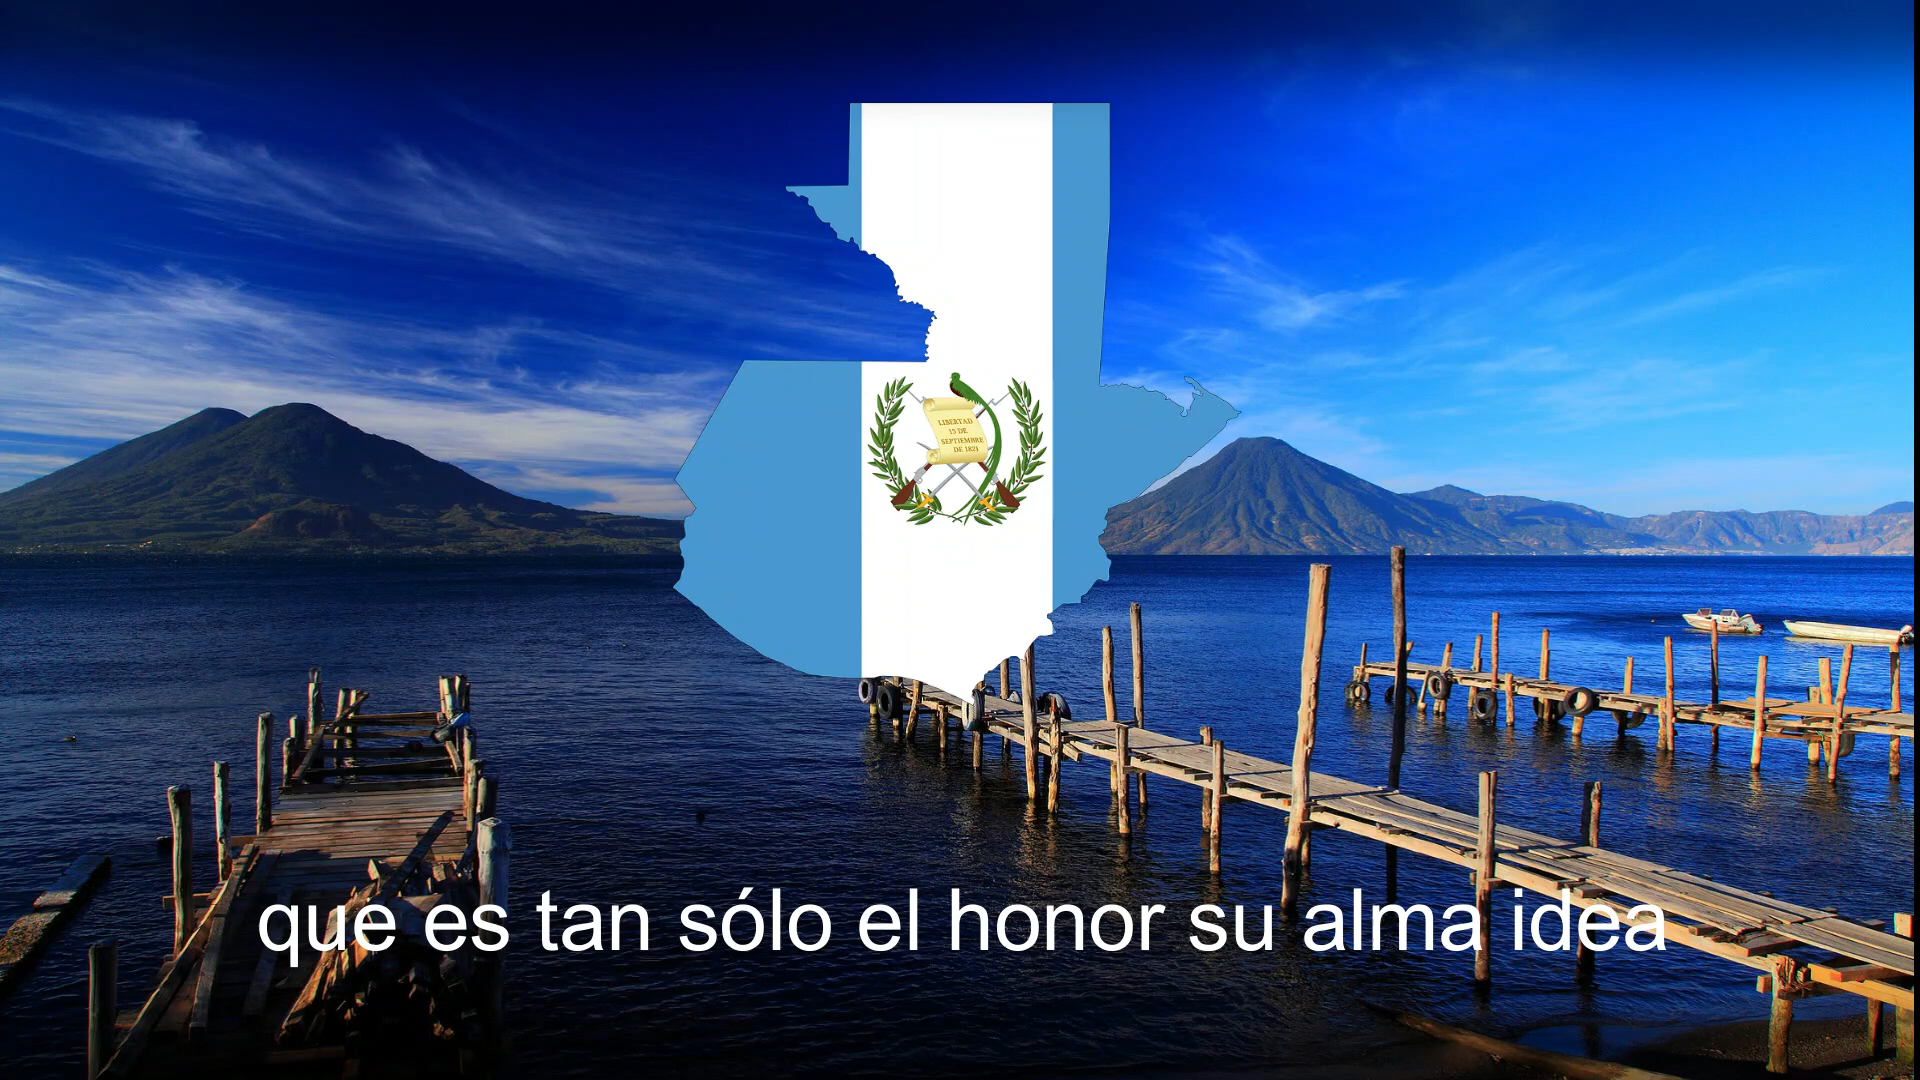 LIBERTAD
15 DE
SEPTIEMBRE
DE 1821
que es tan sólo el honor su alma idea